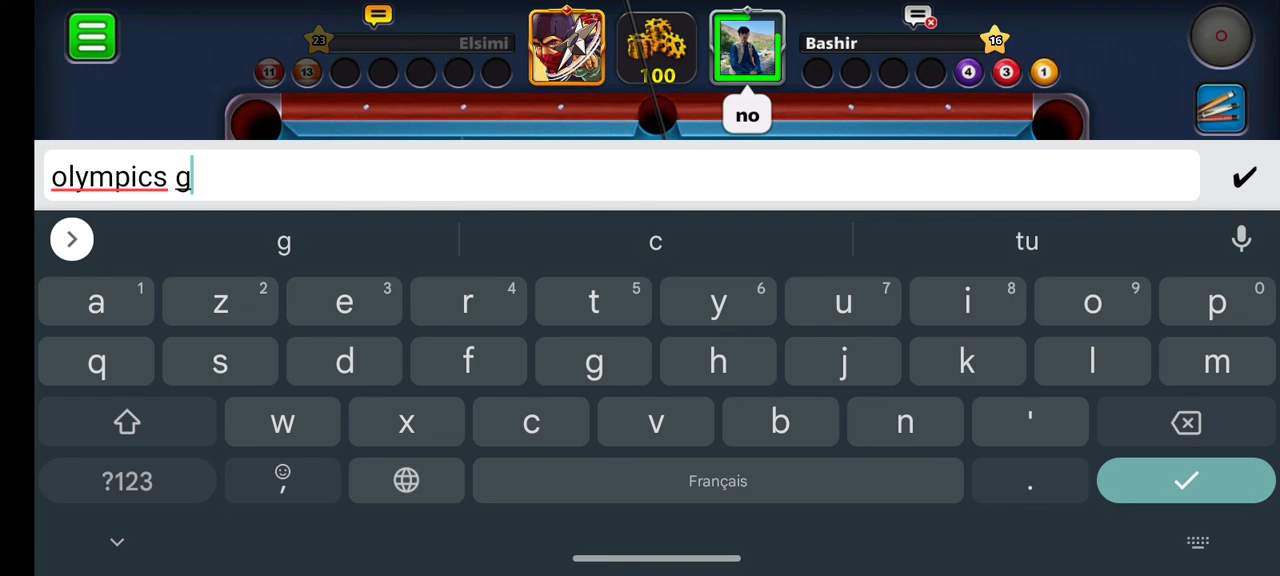 23
Elsimi
100
Bashir
16
11 13
4 3 1
no
olympics g
g c tu
a 1 z 2 e 3 r 4 t 5 y 6 u 7 i 8 o 9 p 0
q s d f g h j k l m
w x c v b n '
?123 , Français .